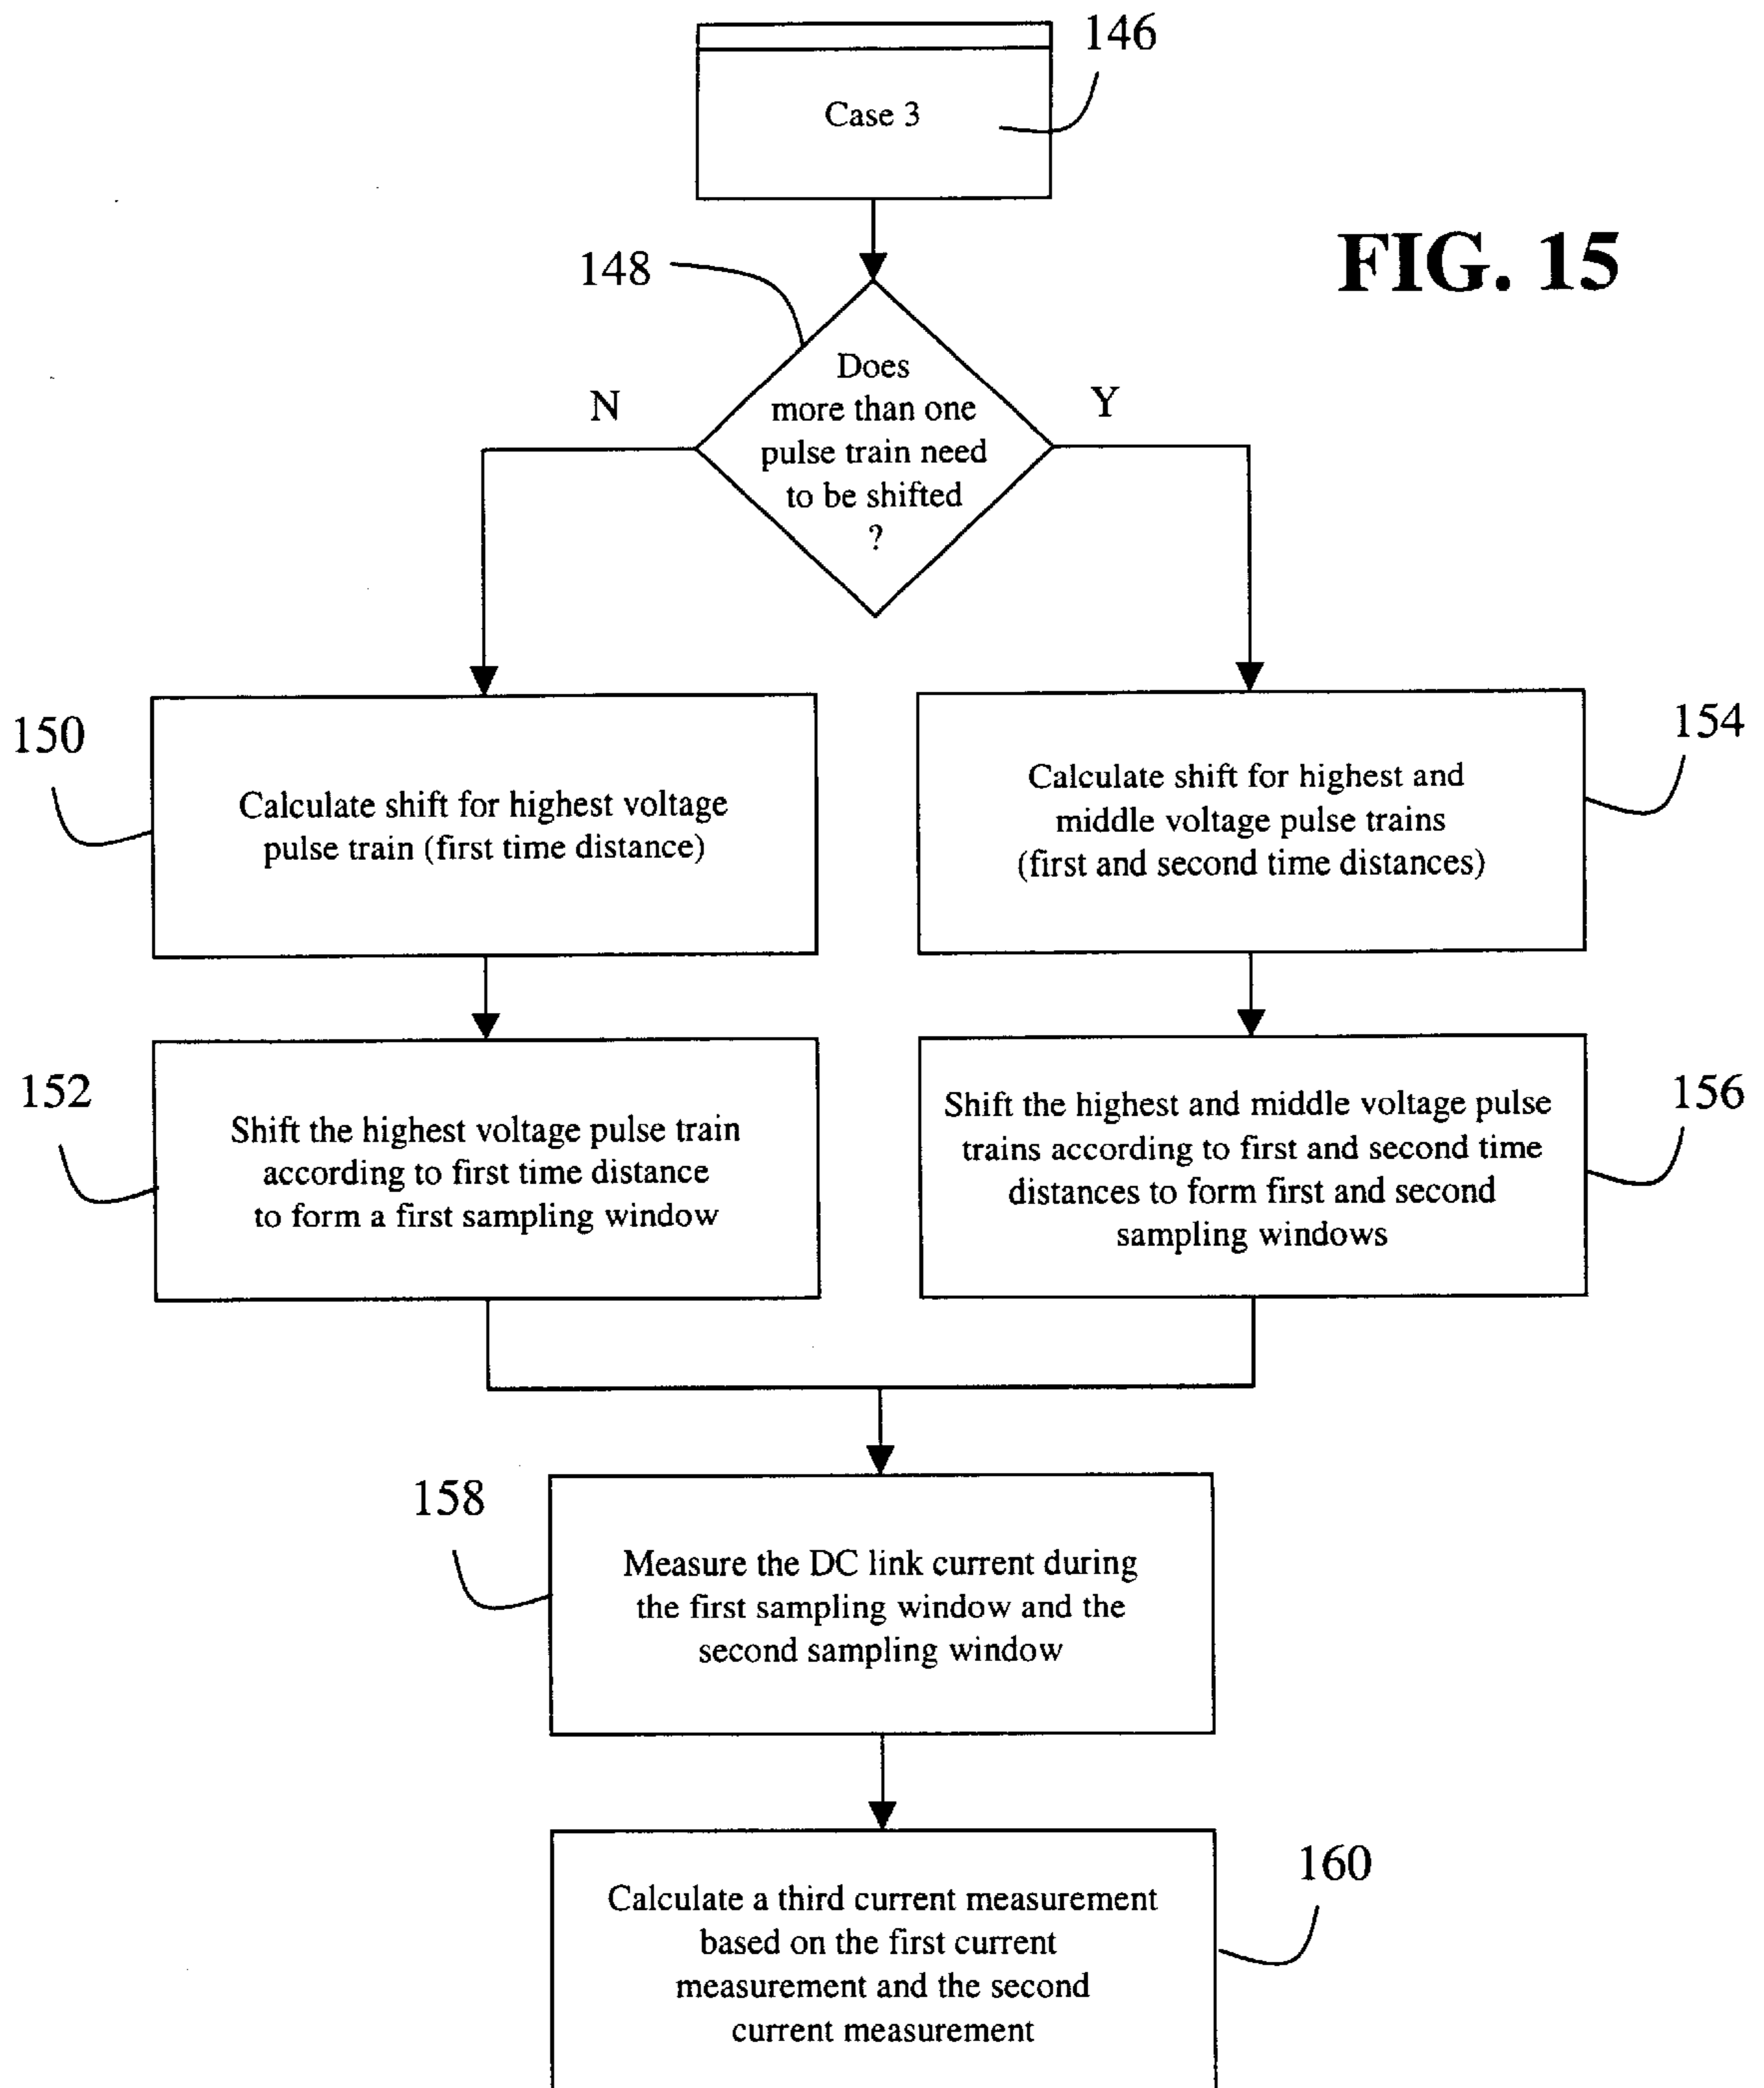 146
Case 3
FIG. 15
148
Does
more than one
pulse train need
to be shifted
?
N
Y
150
Calculate shift for highest voltage
pulse train (first time distance)
154
Calculate shift for highest and
middle voltage pulse trains
(first and second time distances)
152
Shift the highest voltage pulse train
according to first time distance
to form a first sampling window
156
Shift the highest and middle voltage pulse
trains according to first and second time
distances to form first and second
sampling windows
158
Measure the DC link current during
the first sampling window and the
second sampling window
160
Calculate a third current measurement
based on the first current
measurement and the second
current measurement